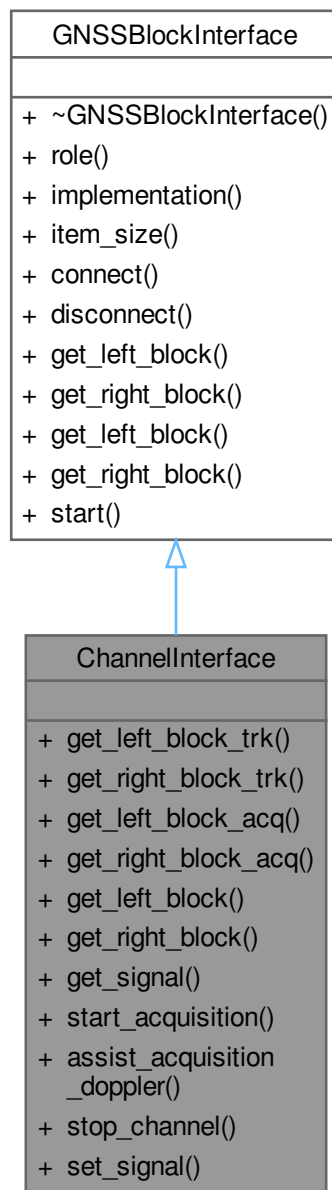 GNSSBlockInterface
+ ~GNSSBlockInterface()
+ role()
+ implementation()
+ item_size()
+ connect()
+ disconnect()
+ get_left_block()
+ get_right_block()
+ get_left_block()
+ get_right_block()
+ start()
ChannelInterface
+ get_left_block_trk()
+ get_right_block_trk()
+ get_left_block_acq()
+ get_right_block_acq()
+ get_left_block()
+ get_right_block()
+ get_signal()
+ start_acquisition()
+ assist_acquisition
_doppler()
+ stop_channel()
+ set_signal()